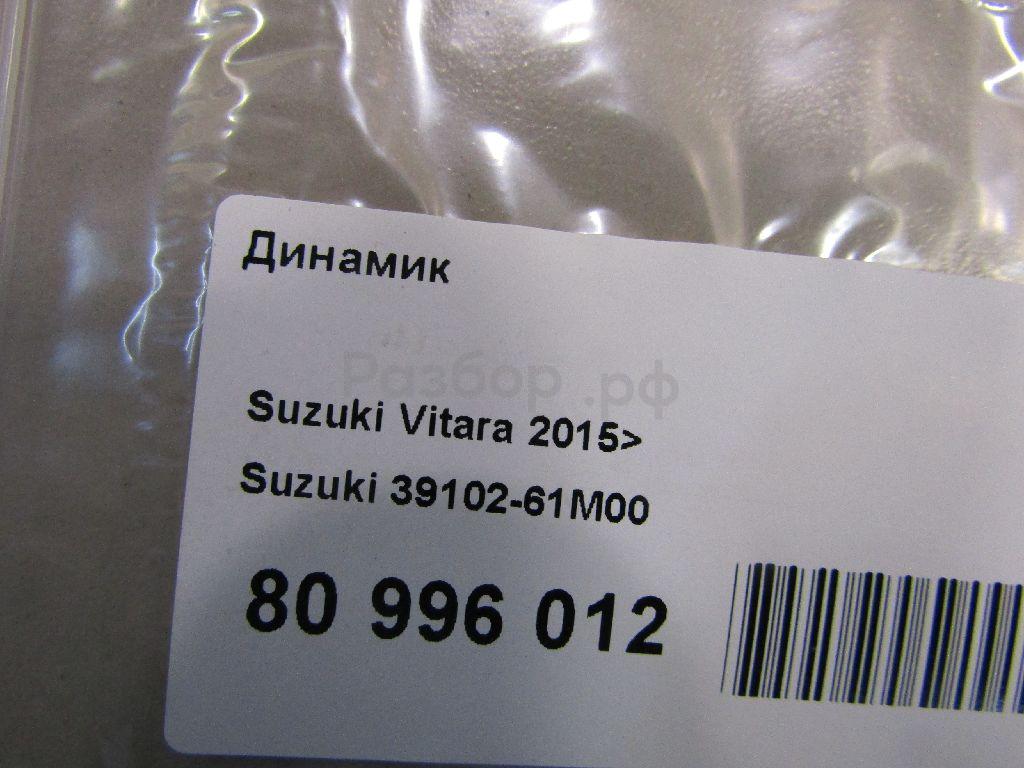 Динамик
Разбор.рф
Suzuki Vitara 2015>
Suzuki 39102-61M00
80 996 012